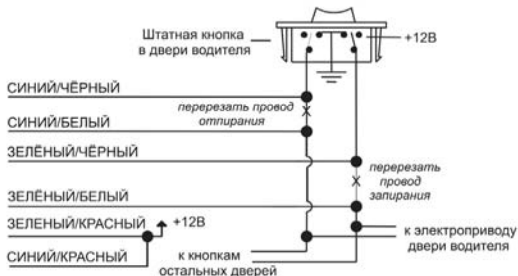 Штатная кнопка
в двери водителя
+12В
СИНИЙ/ЧЁРНЫЙ
перерезать провод
отпирания
СИНИЙ/БЕЛЫЙ
ЗЕЛЁНЫЙ/ЧЁРНЫЙ
перерезать
провод
запирания
ЗЕЛЁНЫЙ/БЕЛЫЙ
ЗЕЛЕНЫЙ/КРАСНЫЙ
+12В
к электроприводу
двери водителя
СИНИЙ/КРАСНЫЙ
к кнопкам
остальных дверей